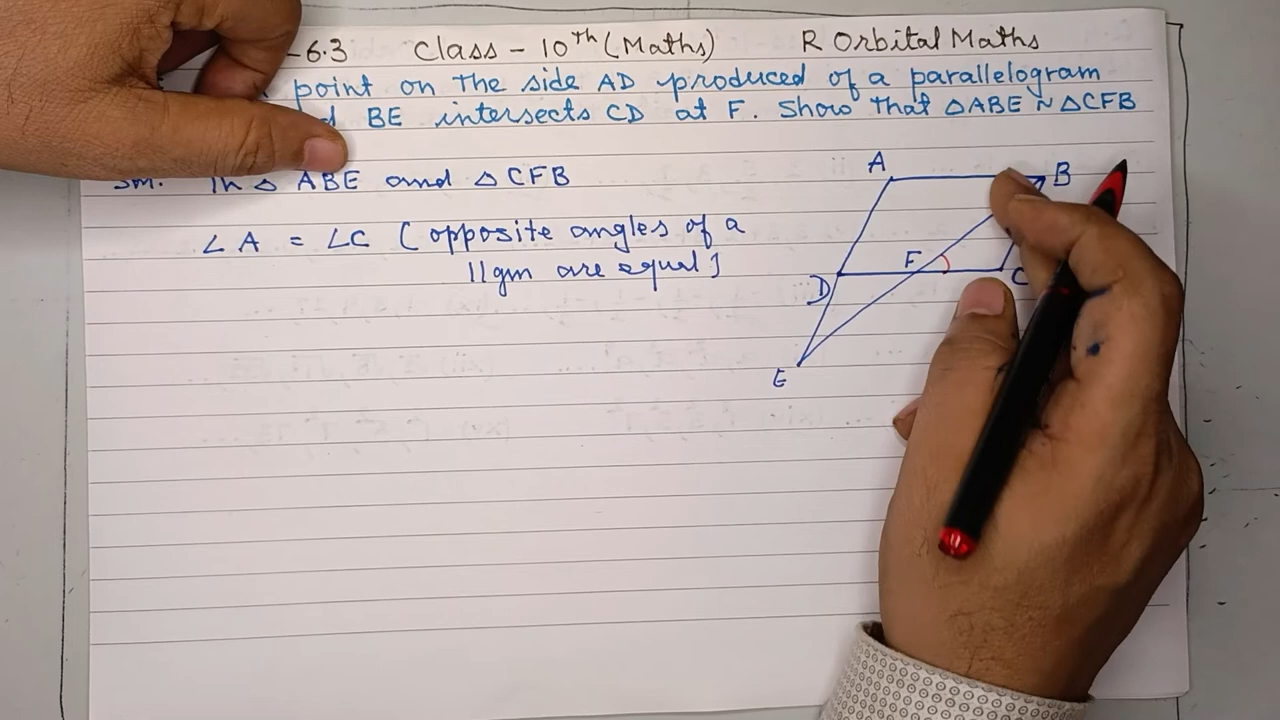 -6.3 Class - 10th (Maths) R Orbital Maths
point on the side AD produced of a parallelogram
BE intersects CD at F. Show that △ABE ~ △CFB
In △ ABE and △ CFB
∠A = ∠C (opposite angles of a
||gm are equal]
A
B
F
D
C
E